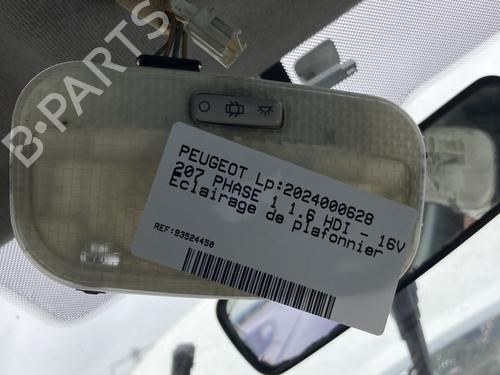 B-PARTS
PEUGEOT Lp:2024000628
207 PHASE 1 1.6 HDI - 16V
Eclairage de plafonnier
REF:93524450